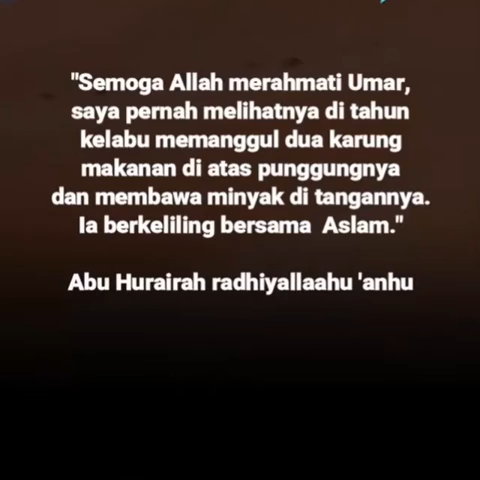 "Semoga Allah merahmati Umar,
saya pernah melihatnya di tahun
kelabu memanggul dua karung
makanan di atas punggungnya
dan membawa minyak di tangannya.
Ia berkeliling bersama Aslam."
Abu Hurairah radhiyallaahu 'anhu